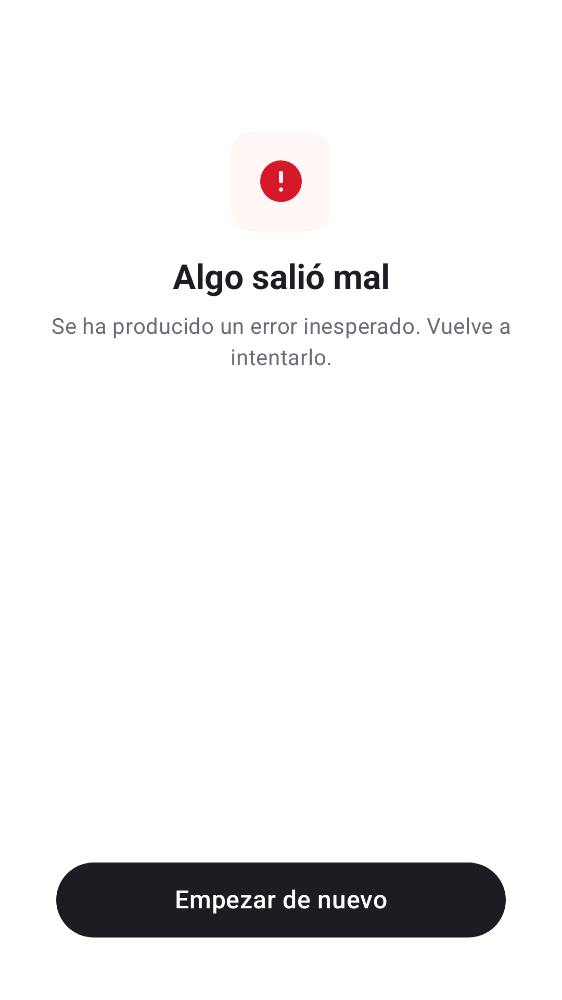 Algo salió mal
Se ha producido un error inesperado. Vuelve a
intentarlo.
Empezar de nuevo